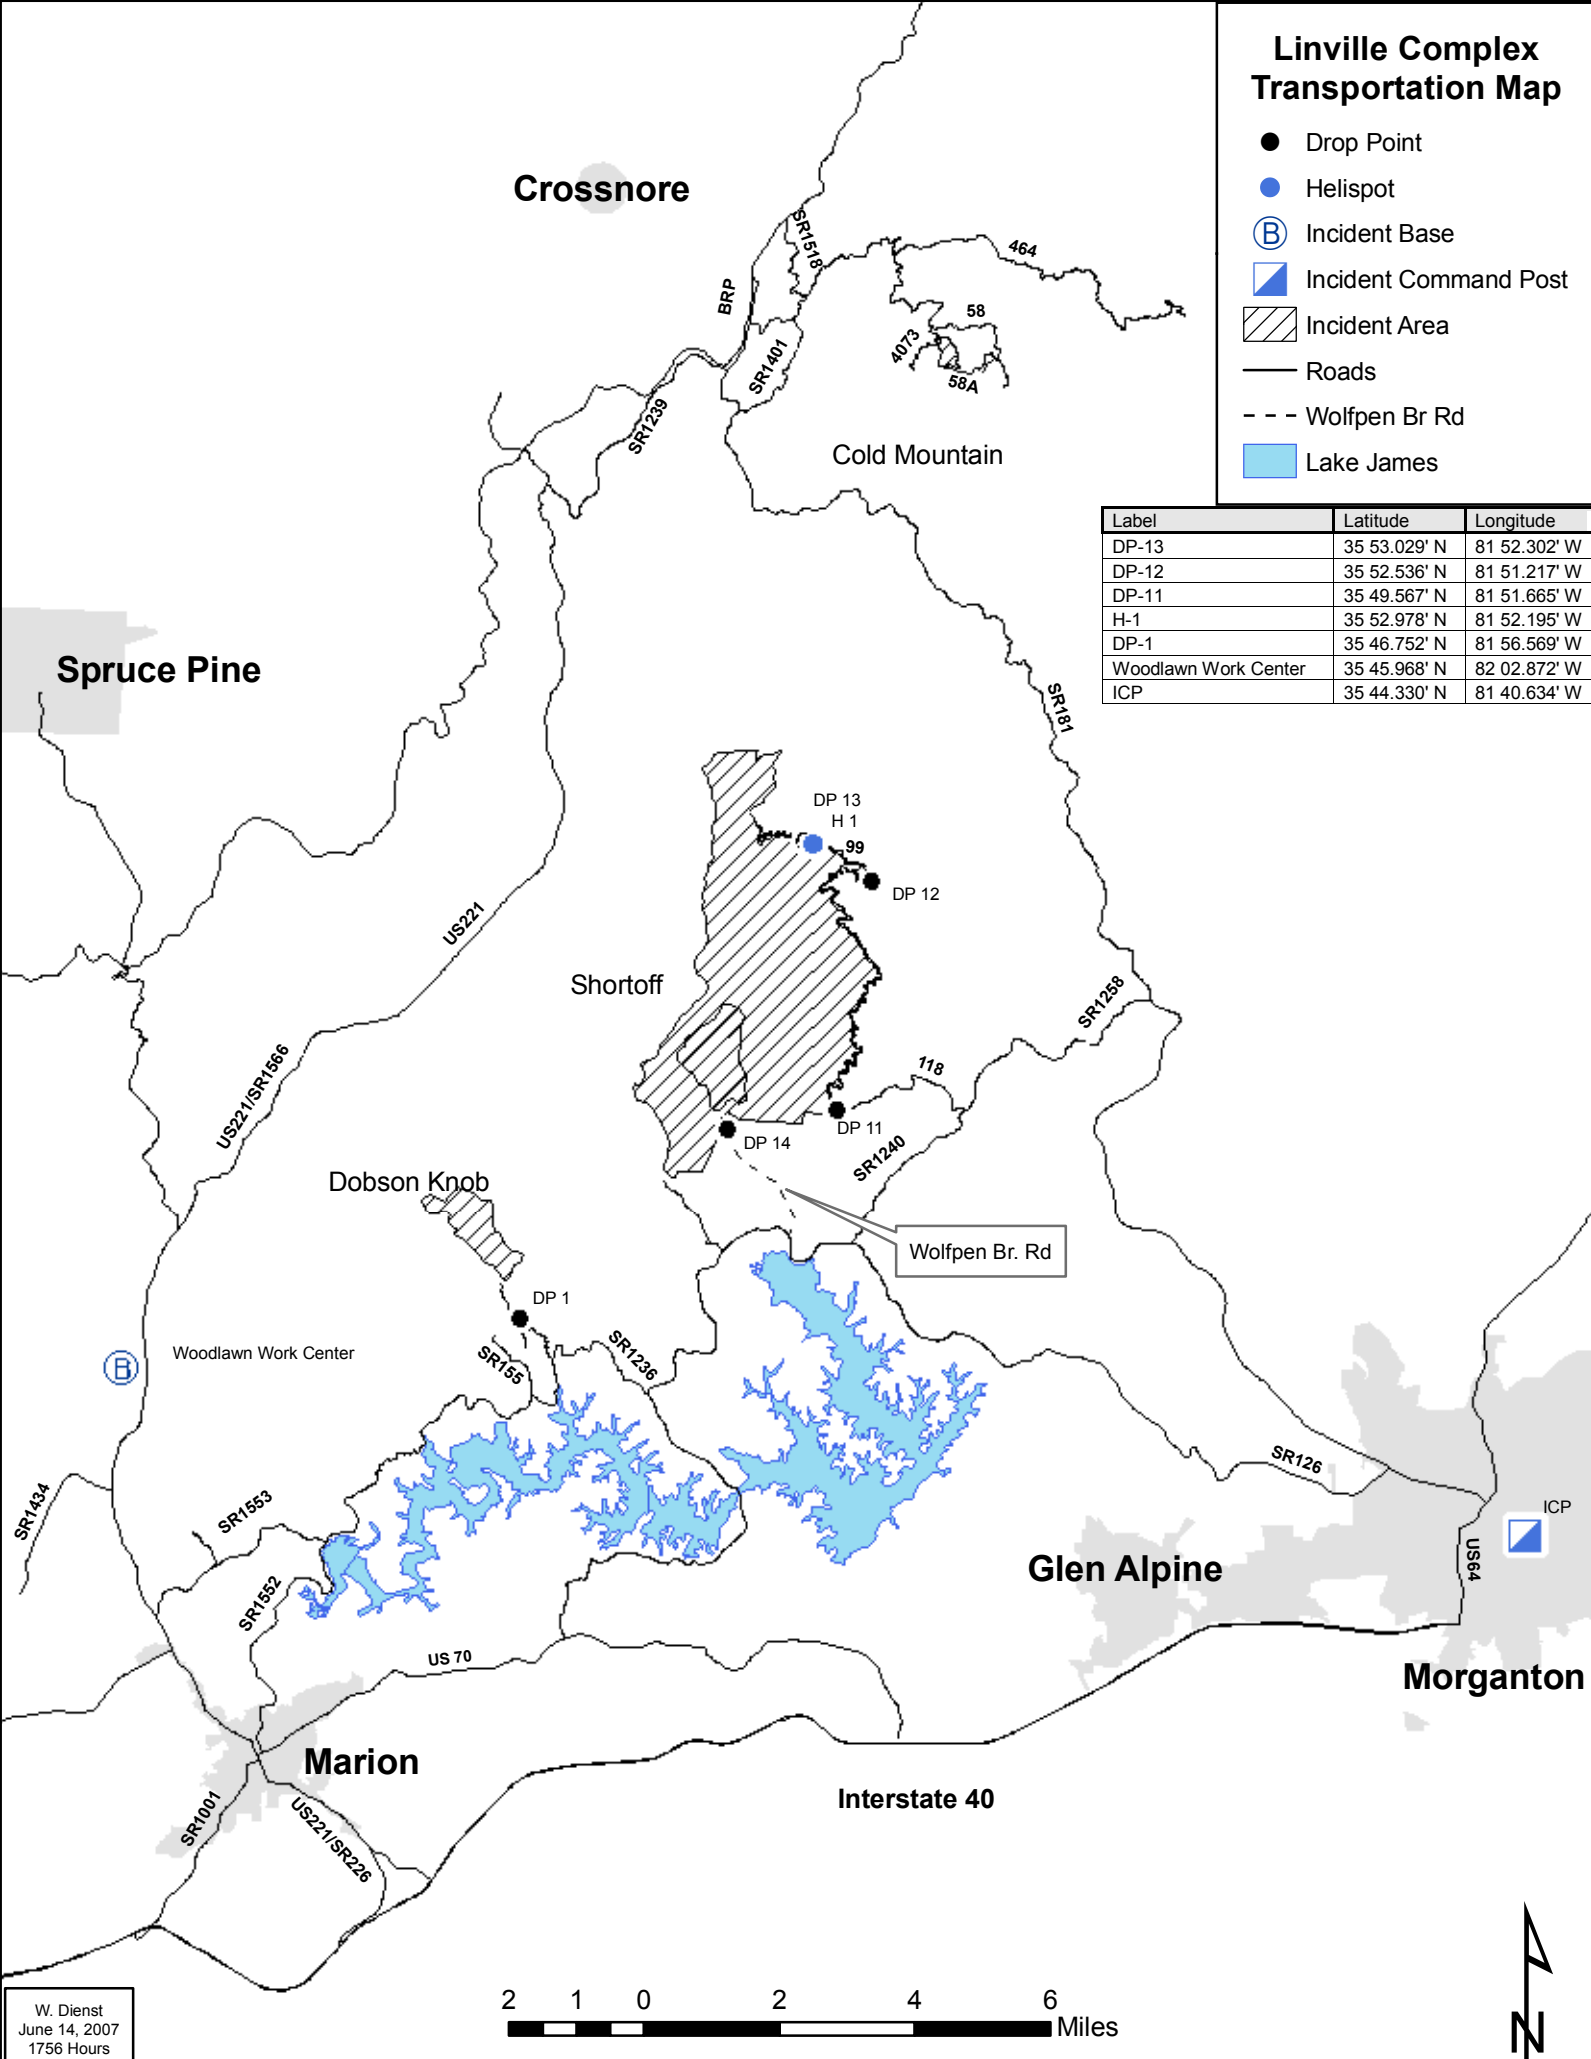 Linville Complex
Transportation Map
Drop Point
Helispot
B Incident Base
Incident Command Post
Incident Area
Roads
Wolfpen Br Rd
Lake James
Label Latitude Longitude
DP-13 35 53.029' N 81 52.302' W
DP-12 35 52.536' N 81 51.217' W
DP-11 35 49.567' N 81 51.665' W
H-1 35 52.978' N 81 52.195' W
DP-1 35 46.752' N 81 56.569' W
Woodlawn Work Center 35 45.968' N 82 02.872' W
ICP 35 44.330' N 81 40.634' W
Crossnore
SR1518
464
BRP
58
4073
SR1401
58A
SR1239
Cold Mountain
Spruce Pine
SR181
DP 13
H 1
99
DP 12
US221
Shortoff
SR1258
US221/SR1566
118
DP 11
DP 14
SR1240
Dobson Knob
Wolfpen Br. Rd
DP 1
B
Woodlawn Work Center
SR155
SR1236
SR126
SR1434
SR1553
ICP
US64
Glen Alpine
SR1552
US 70
Morganton
Marion
Interstate 40
SR1001
US221/SR226
W. Dienst
June 14, 2007
1756 Hours
2 1 0 2 4 6
Miles
N